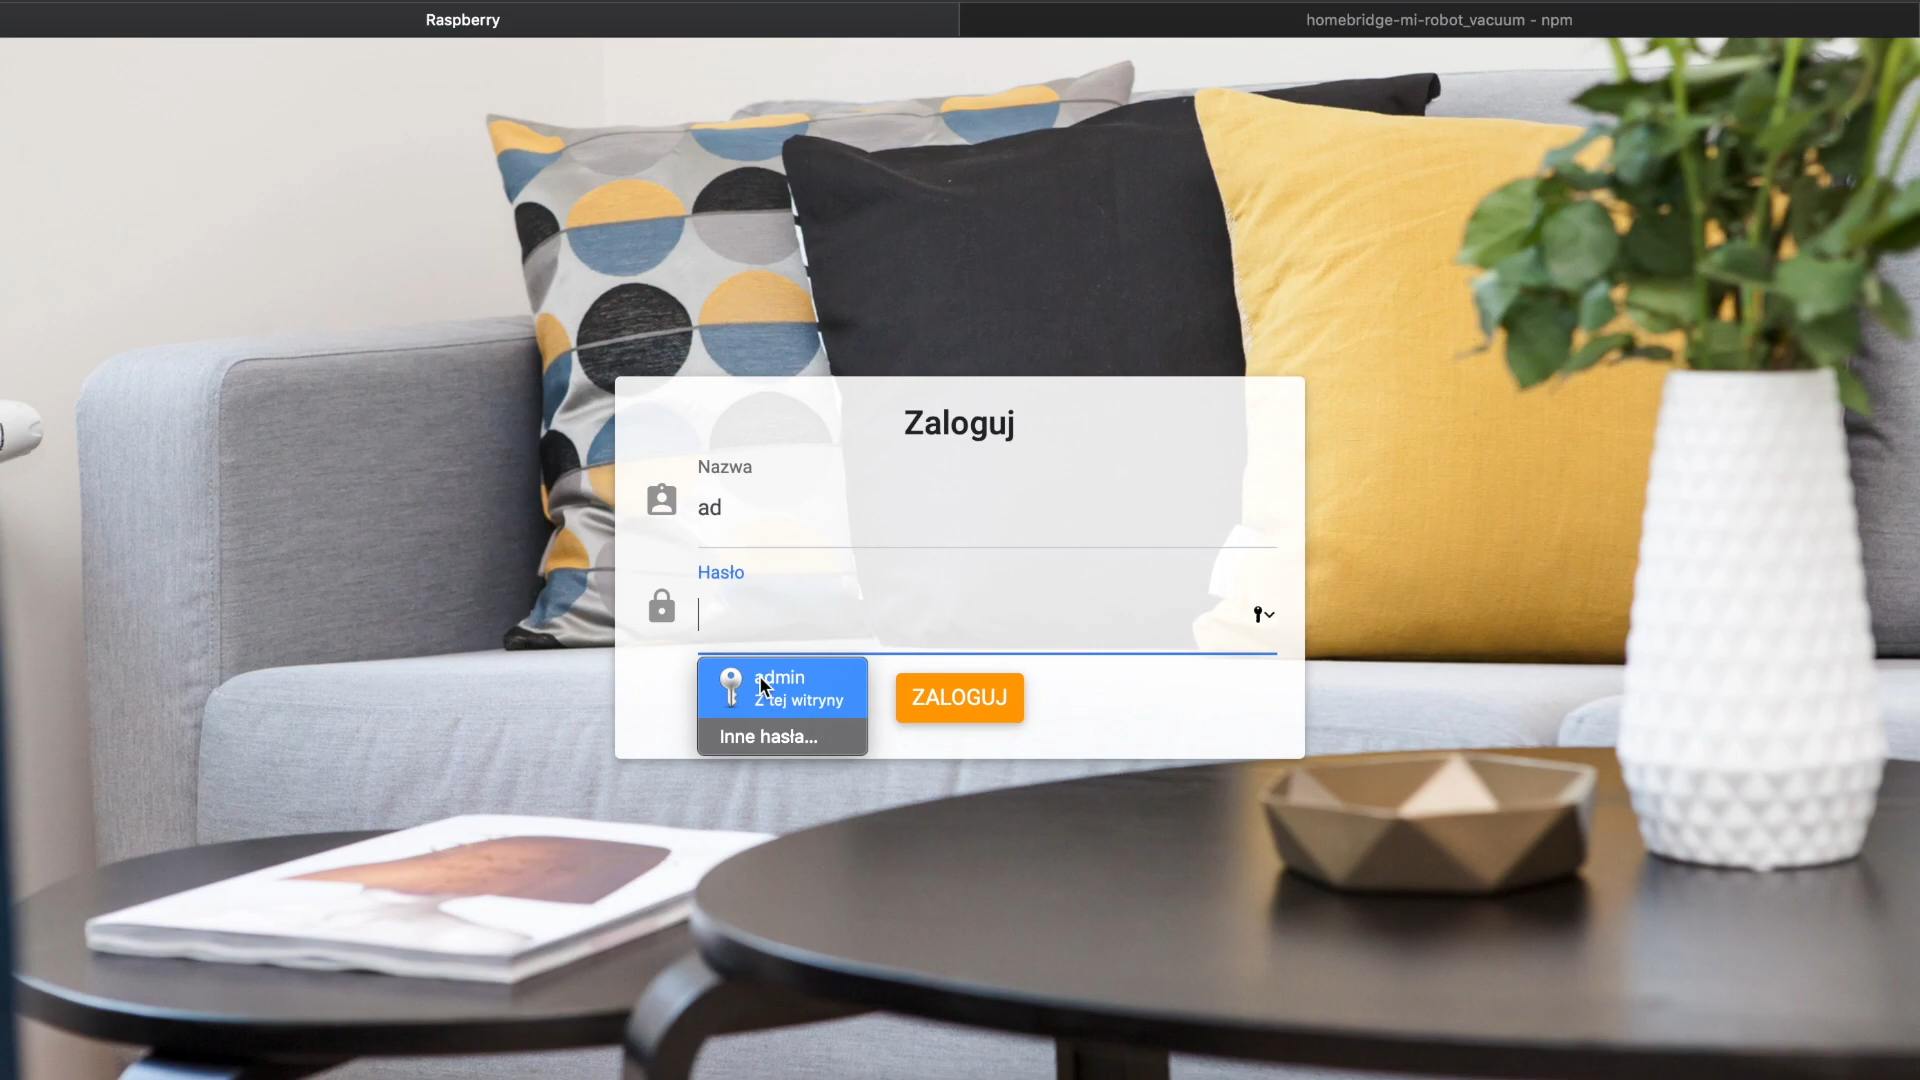 Raspberry
homebridge-mi-robot_vacuum - npm
Zaloguj
Nazwa
ad
Hasło
admin
Z tej witryny
Inne hasła...
ZALOGUJ